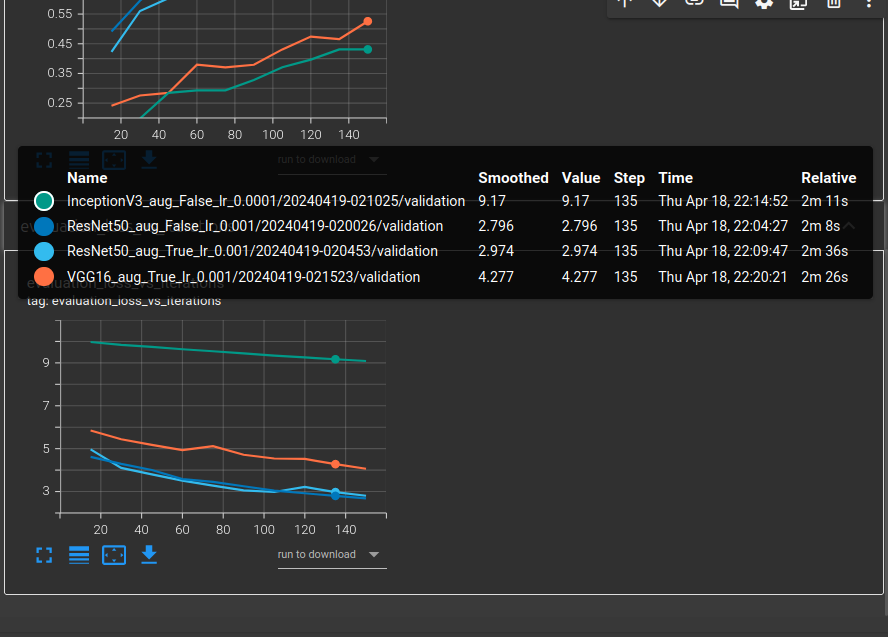 0.55
0.45
0.35
0.25
20 40 60 80 100 120 140
run to download
Name Smoothed Value Step Time Relative
InceptionV3_aug_False_lr_0.0001/20240419-021025/validation 9.17 9.17 135 Thu Apr 18, 22:14:52 2m 11s
ResNet50_aug_False_lr_0.001/20240419-020026/validation 2.796 2.796 135 Thu Apr 18, 22:04:27 2m 8s
ResNet50_aug_True_lr_0.001/20240419-020453/validation 2.974 2.974 135 Thu Apr 18, 22:09:47 2m 36s
VGG16_aug_True_lr_0.001/20240419-021523/validation 4.277 4.277 135 Thu Apr 18, 22:20:21 2m 26s
evaluation_loss_vs_iterations
tag: evaluation_loss_vs_iterations
9
7
5
3
20 40 60 80 100 120 140
run to download